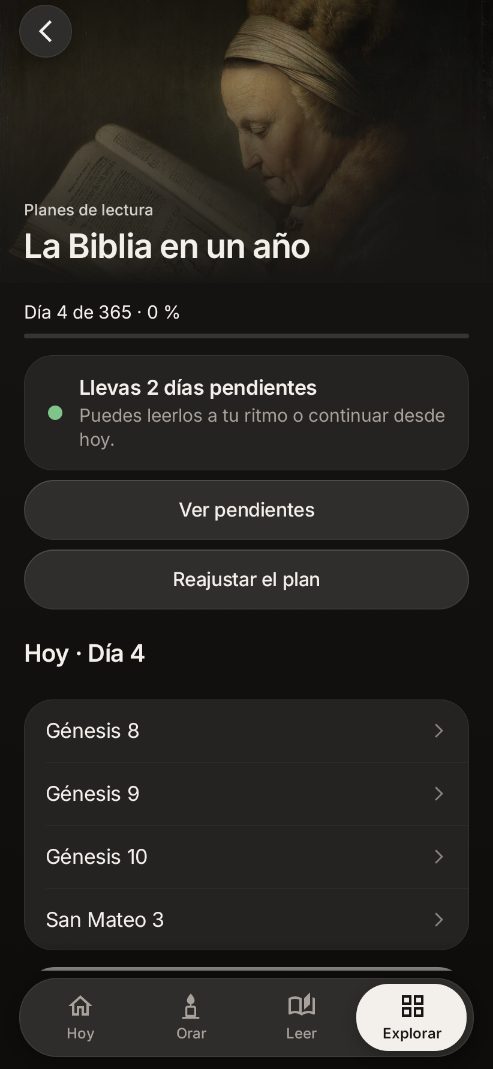 Planes de lectura
La Biblia en un año
Día 4 de 365 · 0 %
Llevas 2 días pendientes
Puedes leerlos a tu ritmo o continuar desde
hoy.
Ver pendientes
Reajustar el plan
Hoy · Día 4
Génesis 8
Génesis 9
Génesis 10
San Mateo 3
Hoy
Orar
Leer
Explorar